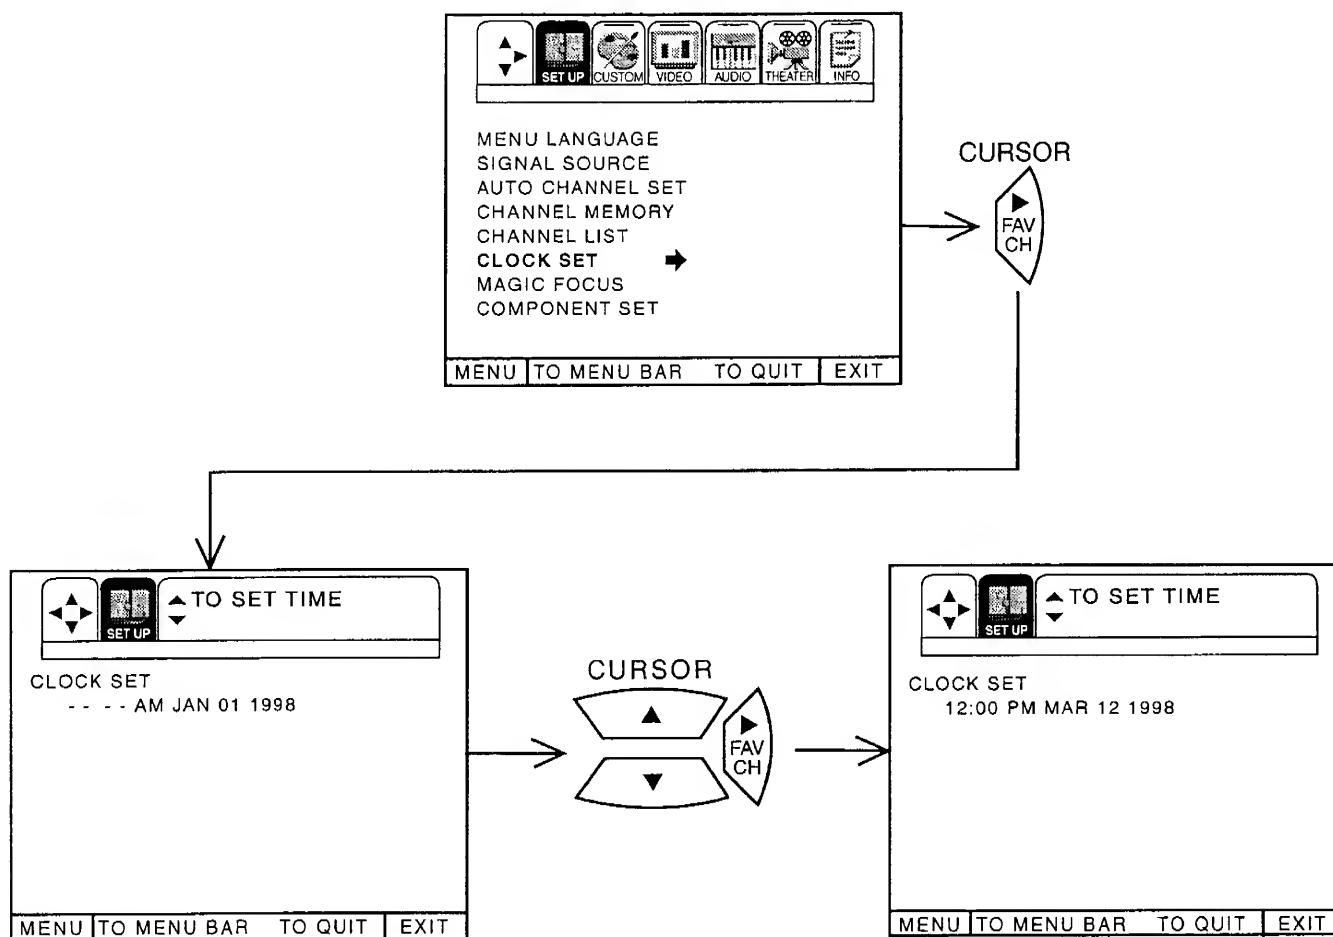 SET UP CUSTOM VIDEO AUDIO THEATER INFO
MENU LANGUAGE
SIGNAL SOURCE
AUTO CHANNEL SET
CHANNEL MEMORY
CHANNEL LIST
CLOCK SET
MAGIC FOCUS
COMPONENT SET
MENU TO MENU BAR TO QUIT EXIT
CURSOR
FAV
CH
SET UP
TO SET TIME
CLOCK SET
- - - - AM JAN 01 1998
MENU TO MENU BAR TO QUIT EXIT
CURSOR
FAV
CH
SET UP
TO SET TIME
CLOCK SET
12:00 PM MAR 12 1998
MENU TO MENU BAR TO QUIT EXIT